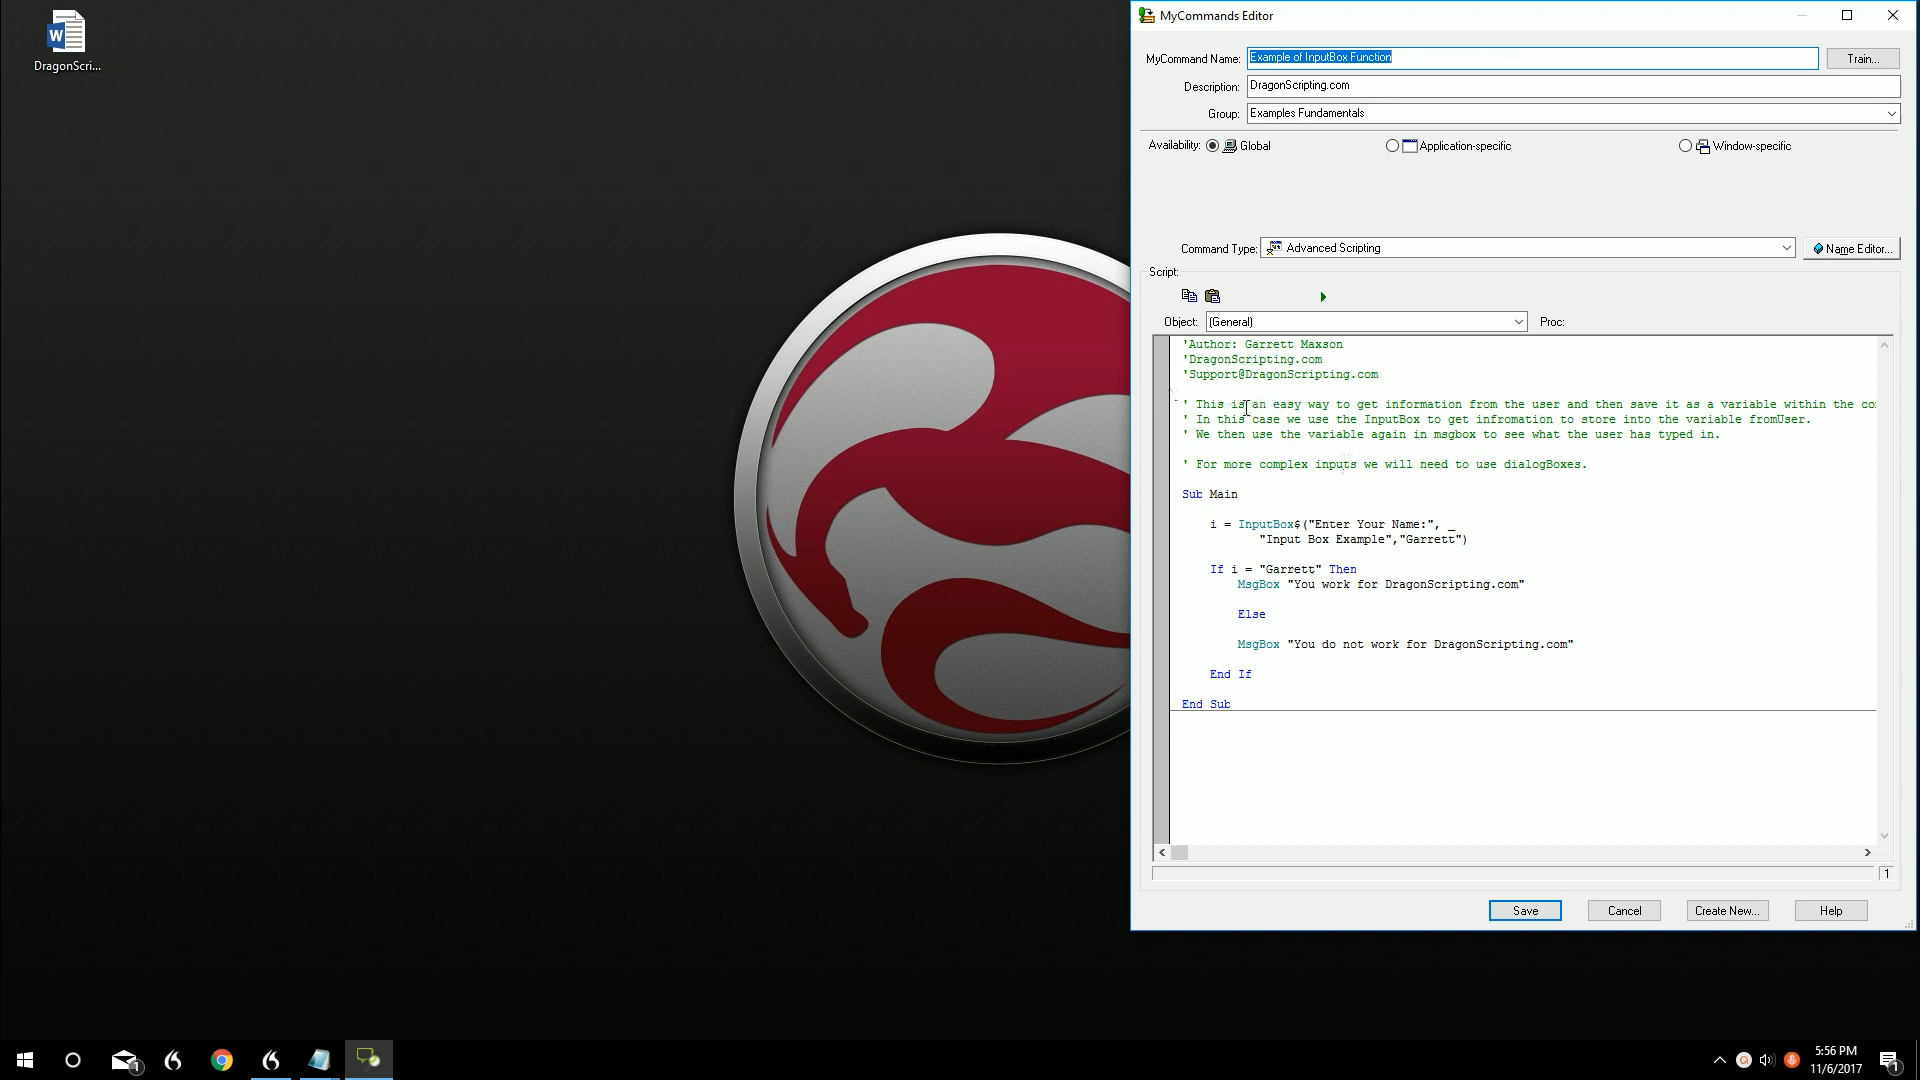 DragonScri...
MyCommands Editor
MyCommand Name: Example of InputBox Function Train...
Description: DragonScripting.com
Group: Examples Fundamentals
Availability: Global Application-specific Window-specific
Command Type: Advanced Scripting Name Editor...
Script:
Object: (General) Proc:
'Author: Garrett Maxson
'DragonScripting.com
'Support@DragonScripting.com
' This is an easy way to get information from the user and then save it as a variable within the
' In this case we use the InputBox to get infromation to store into the variable fromUser.
' We then use the variable again in msgbox to see what the user has typed in.
' For more complex inputs we will need to use dialogBoxes.
Sub Main
i = InputBox$("Enter Your Name:", _
"Input Box Example","Garrett")
If i = "Garrett" Then
MsgBox "You work for DragonScripting.com"
Else
MsgBox "You do not work for DragonScripting.com"
End If
End Sub
1
Save Cancel Create New... Help
1
5:56 PM
11/6/2017
1